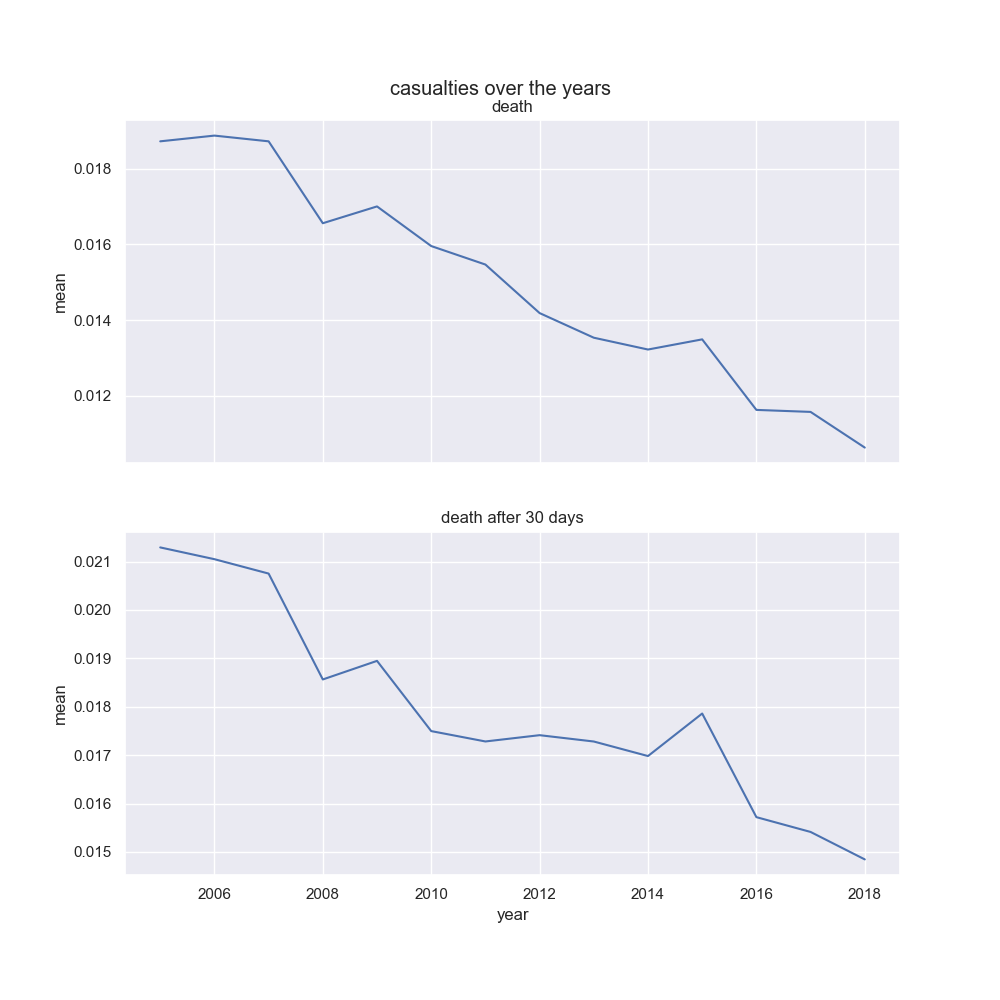 casualties over the years
death
0.018
0.016
0.014
0.012
mean
death after 30 days
0.021
0.020
0.019
0.018
0.017
0.016
0.015
mean
2006 2008 2010 2012 2014 2016 2018
year